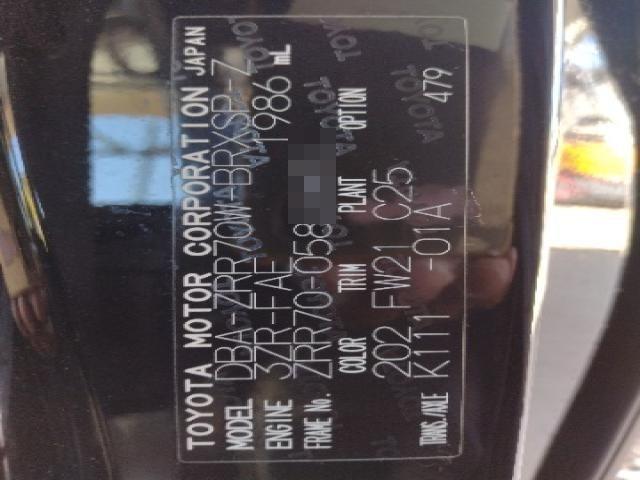 TOYOTA MOTOR CORPORATION JAPAN
MODEL DBA-ZRR70W-BRXSP-Z
ENGINE 3ZR-FAE 1986 mL
FRAME No. ZRR70-058
COLOR TRIM PLANT OPTION
202 FW21 C25 479
TRANS./AXLE K111 -01A